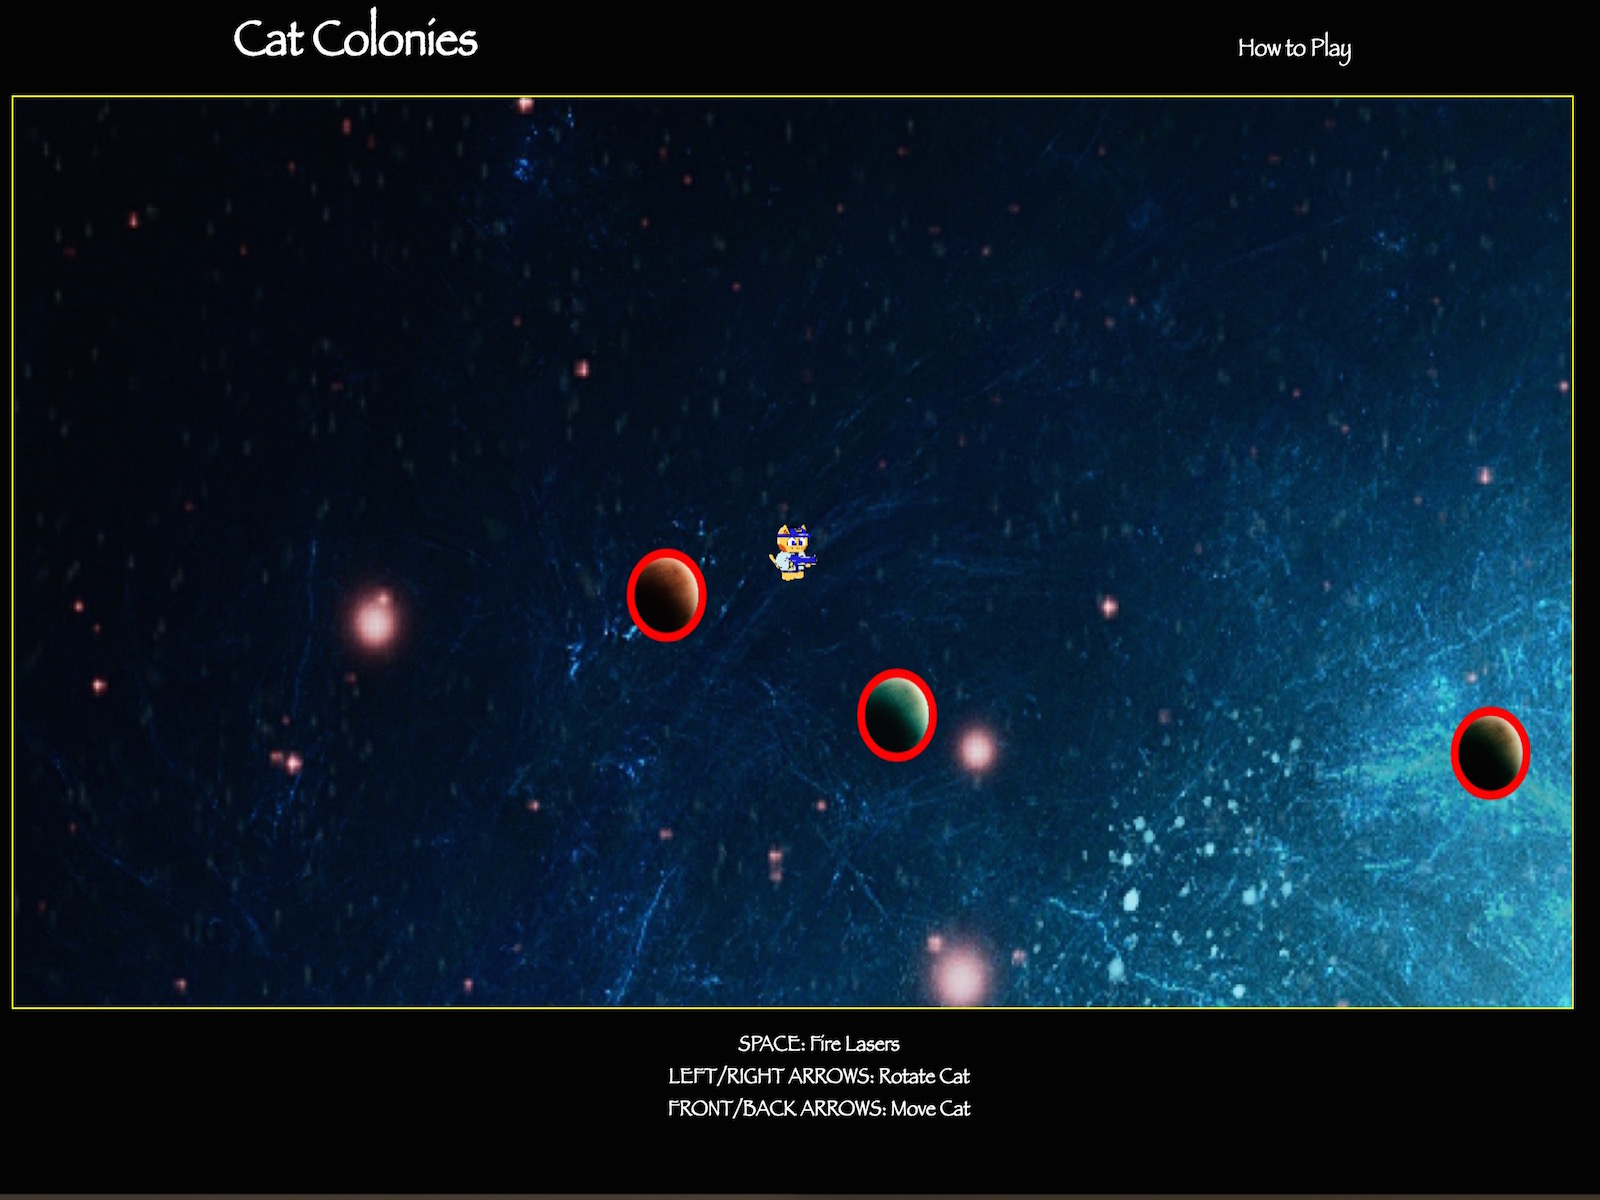 Cat Colonies
How to Play
SPACE: Fire Lasers
LEFT/RIGHT ARROWS: Rotate Cat
FRONT/BACK ARROWS: Move Cat